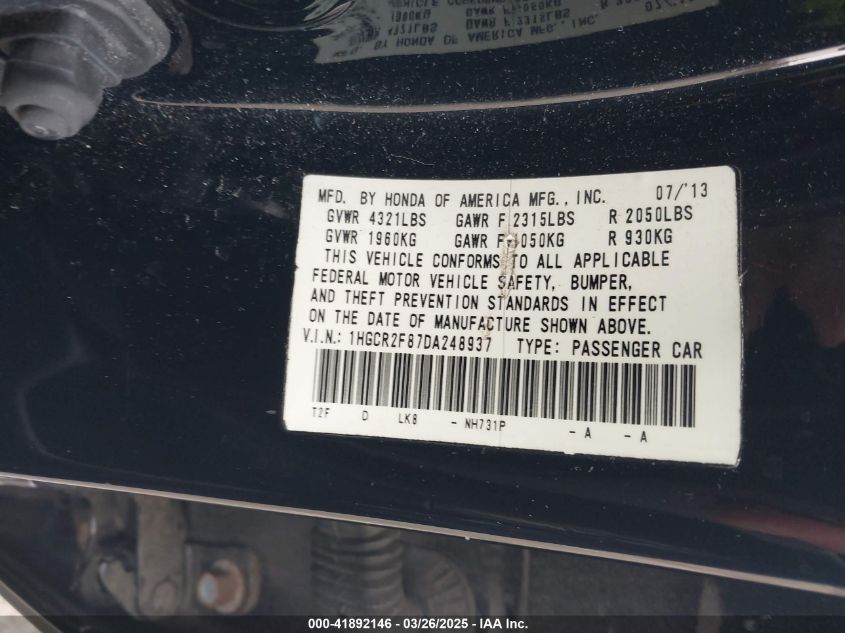 MFD. BY HONDA OF AMERICA MFG., INC. 07/'13
GVWR 4321LBS GAWR F 2315LBS R 2050LBS
GVWR 1960KG GAWR F 1050KG R 930KG
THIS VEHICLE CONFORMS TO ALL APPLICABLE
FEDERAL MOTOR VEHICLE SAFETY, BUMPER,
AND THEFT PREVENTION STANDARDS IN EFFECT
ON THE DATE OF MANUFACTURE SHOWN ABOVE.
V.I.N.: 1HGCR2F87DA248937 TYPE: PASSENGER CAR
T2F D LK8 - NH731P - A - A
000-41892146 - 03/26/2025 - IAA Inc.